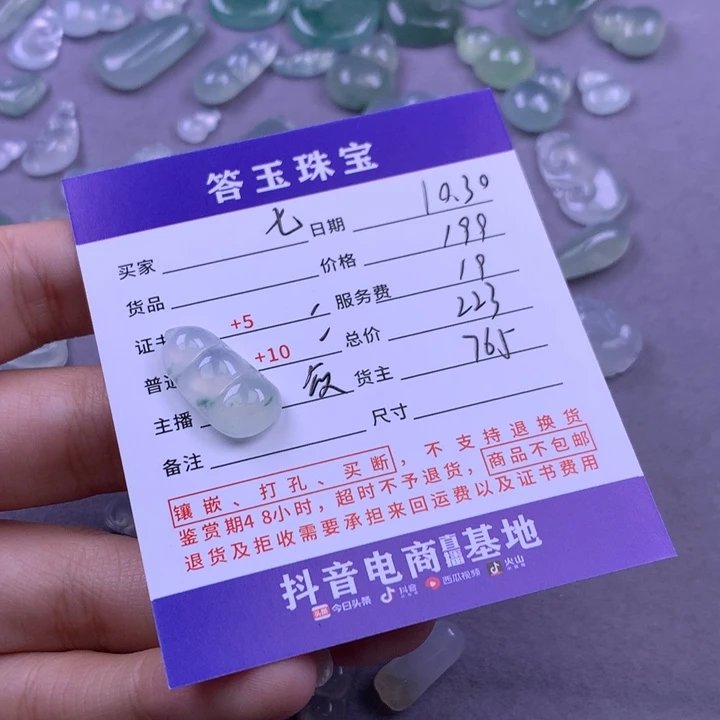 答玉珠宝
买家 七 日期 10.30
货品 价格 199
证书 +5 ✓ 服务费 19
普通 +10 ✓ 总价 223
主播 货主 765
备注 尺寸
镶嵌、打孔、买断，不支持退换货
鉴赏期48小时，超时不予退货，商品不包邮
退货及拒收需要承担来回运费以及证书费用
抖音电商直播基地
头条 今日头条 抖音 西瓜视频 火山